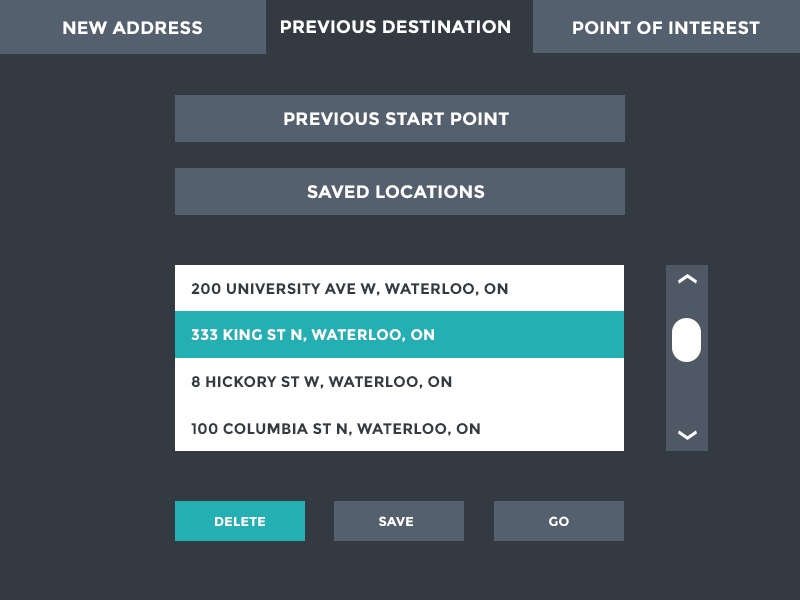 NEW ADDRESS
PREVIOUS DESTINATION
POINT OF INTEREST
PREVIOUS START POINT
SAVED LOCATIONS
200 UNIVERSITY AVE W, WATERLOO, ON
333 KING ST N, WATERLOO, ON
8 HICKORY ST W, WATERLOO, ON
100 COLUMBIA ST N, WATERLOO, ON
DELETE
SAVE
GO